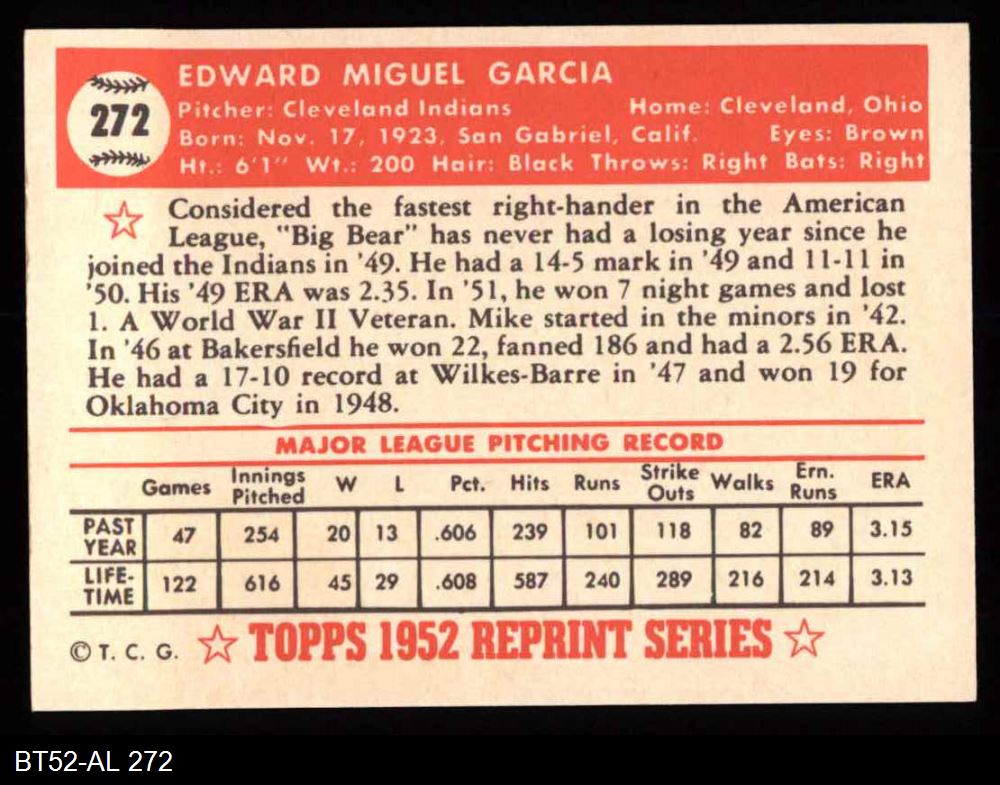 272
EDWARD MIGUEL GARCIA
Pitcher: Cleveland Indians Home: Cleveland, Ohio
Born: Nov. 17, 1923, San Gabriel, Calif. Eyes: Brown
Ht.: 6'1" Wt.: 200 Hair: Black Throws: Right Bats: Right
Considered the fastest right-hander in the American
League, "Big Bear" has never had a losing year since he
joined the Indians in '49. He had a 14-5 mark in '49 and 11-11 in
'50. His '49 ERA was 2.35. In '51, he won 7 night games and lost
1. A World War II Veteran. Mike started in the minors in '42.
In '46 at Bakersfield he won 22, fanned 186 and had a 2.56 ERA.
He had a 17-10 record at Wilkes-Barre in '47 and won 19 for
Oklahoma City in 1948.
MAJOR LEAGUE PITCHING RECORD
Games Innings Pitched W L Pct. Hits Runs Strike Outs Walks Ern. Runs ERA
PAST YEAR 47 254 20 13 .606 239 101 118 82 89 3.15
LIFE-TIME 122 616 45 29 .608 587 240 289 216 214 3.13
© T. C. G. TOPPS 1952 REPRINT SERIES
BT52-AL 272